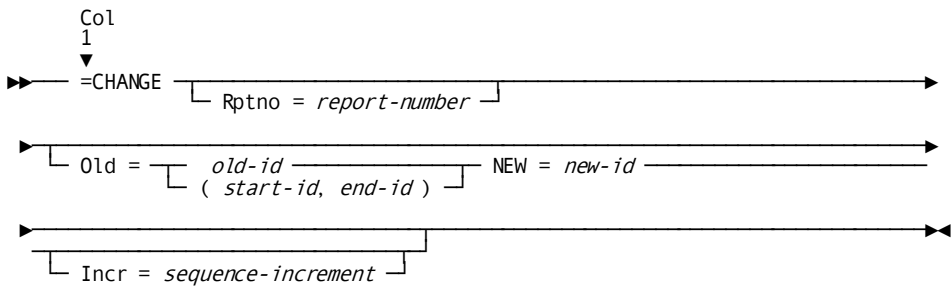 Col
1
=CHANGE
Rptno = report-number
Old = old-id NEW = new-id
( start-id, end-id )
Incr = sequence-increment